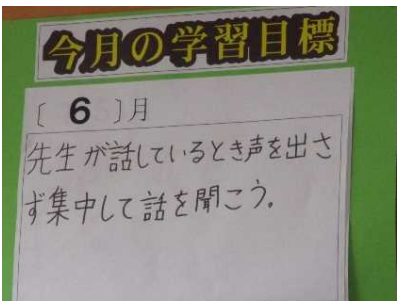 今月の学習目標
〔 6 〕月
先生が話しているとき声を出さ
ず集中して話を聞こう。